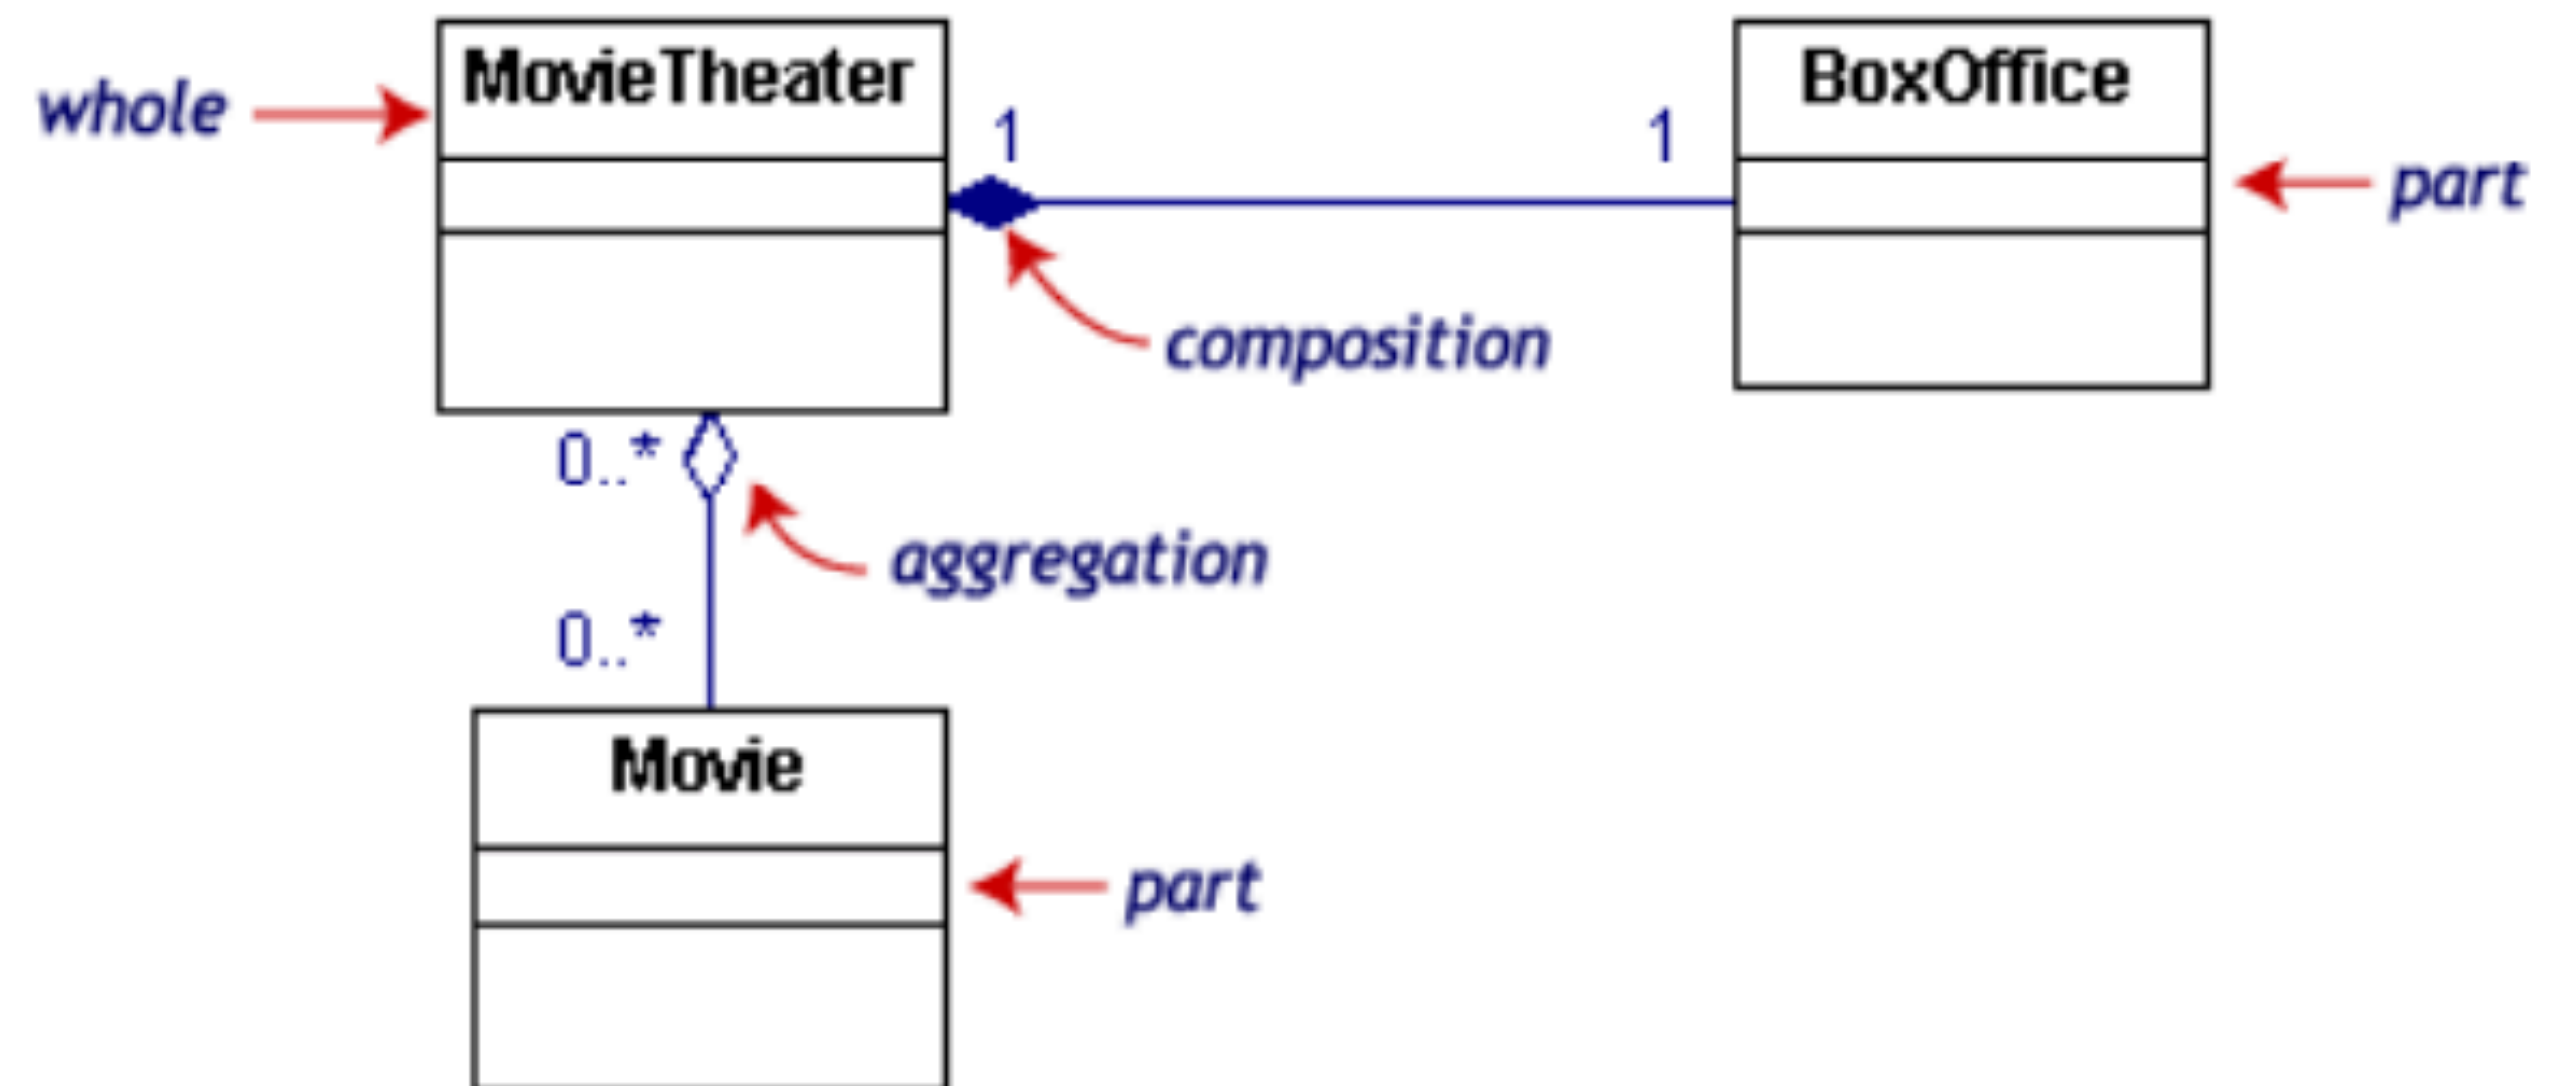 MovieTheater
BoxOffice
whole
1
1
part
composition
0..*
aggregation
0..*
Movie
part